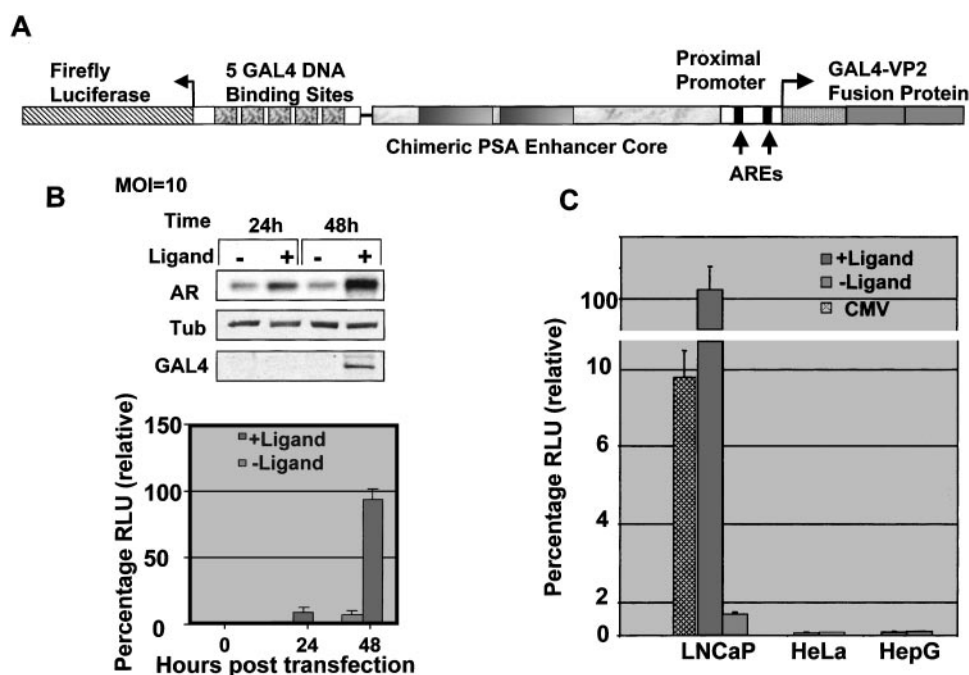 A
Firefly
Luciferase
5 GAL4 DNA
Binding Sites
Proximal
Promoter
GAL4-VP2
Fusion Protein
Chimeric PSA Enhancer Core
AREs
B
MOI=10
Time
24h
48h
Ligand
-
+
-
+
AR
Tub
GAL4
Percentage RLU (relative)
150
100
50
0
+Ligand
-Ligand
0
24
48
Hours post transfection
C
Percentage RLU (relative)
100
10
6
4
2
0
+Ligand
-Ligand
CMV
LNCaP
HeLa
HepG